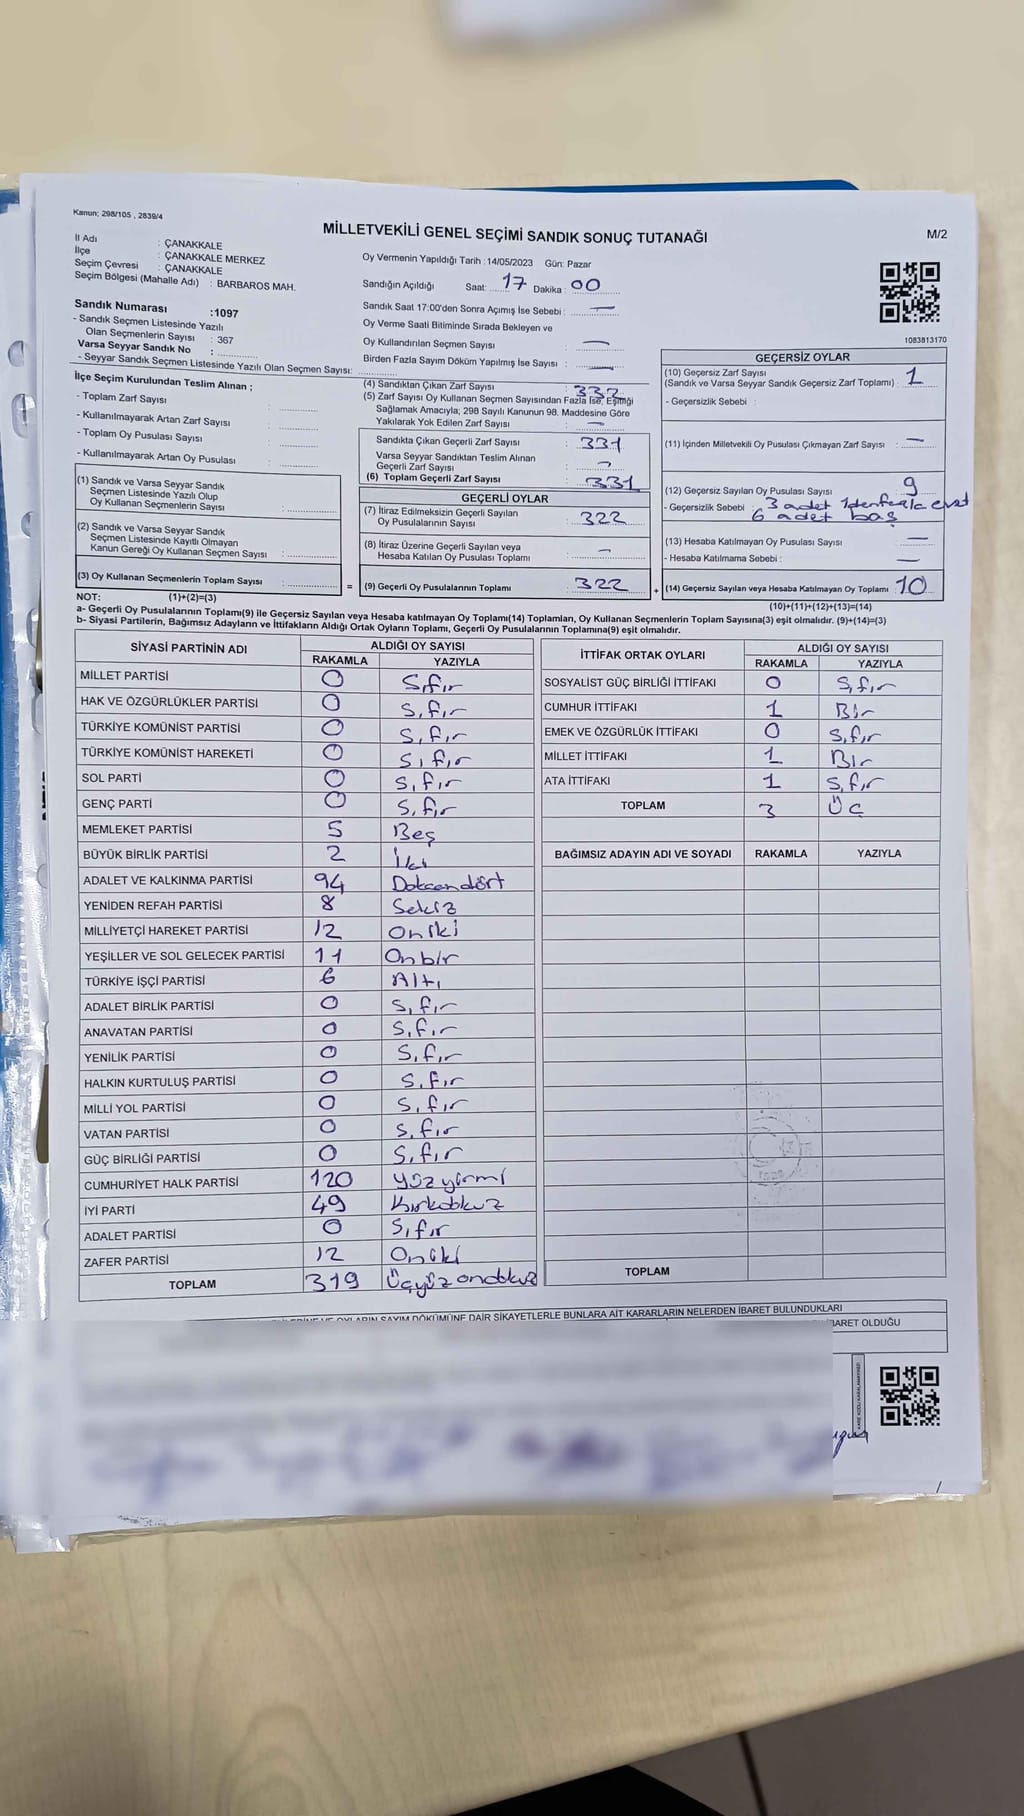 Kanun; 298/105 , 2839/4
MİLLETVEKİLİ GENEL SEÇİMİ SANDIK SONUÇ TUTANAĞI
M/2
İl Adı : ÇANAKKALE
İlçe : ÇANAKKALE MERKEZ
Seçim Çevresi : ÇANAKKALE
Seçim Bölgesi (Mahalle Adı) : BARBAROS MAH.
Sandık Numarası :1097
- Sandık Seçmen Listesinde Yazılı
Olan Seçmenlerin Sayısı : 367
Varsa Seyyar Sandık No :
- Seyyar Sandık Seçmen Listesinde Yazılı Olan Seçmen Sayısı:
Oy Vermenin Yapıldığı Tarih :14/05/2023 Gün: Pazar
Sandığın Açıldığı Saat: 17 Dakika : 00
Sandık Saat 17:00'den Sonra Açımış İse Sebebi : —
Oy Verme Saati Bitiminde Sırada Bekleyen ve
Oy Kullandırılan Seçmen Sayısı —
Birden Fazla Sayım Döküm Yapılmış İse Sayısı : —
1083813170
İlçe Seçim Kurulundan Teslim Alınan ;
- Toplam Zarf Sayısı :
- Kullanılmayarak Artan Zarf Sayısı :
- Toplam Oy Pusulası Sayısı :
- Kullanılmayarak Artan Oy Pusulası :
(1) Sandık ve Varsa Seyyar Sandık
Seçmen Listesinde Yazılı Olup
Oy Kullanan Seçmenlerin Sayısı :
(2) Sandık ve Varsa Seyyar Sandık
Seçmen Listesinde Kayıtlı Olmayan
Kanun Gereği Oy Kullanan Seçmen Sayısı :
(3) Oy Kullanan Seçmenlerin Toplam Sayısı :
=
(4) Sandıktan Çıkan Zarf Sayısı : 332
(5) Zarf Sayısı Oy Kullanan Seçmen Sayısından Fazla İse, Eşitliği
Sağlamak Amacıyla; 298 Sayılı Kanunun 98. Maddesine Göre
Yakılarak Yok Edilen Zarf Sayısı : —
Sandıkta Çıkan Geçerli Zarf Sayısı : 331
Varsa Seyyar Sandıktan Teslim Alınan
Geçerli Zarf Sayısı : —
(6) Toplam Geçerli Zarf Sayısı : 331
GEÇERLİ OYLAR
(7) İtiraz Edilmeksizin Geçerli Sayılan
Oy Pusulalarının Sayısı : 322
(8) İtiraz Üzerine Geçerli Sayılan veya
Hesaba Katılan Oy Pusulası Toplamı : —
(9) Geçerli Oy Pusulalarının Toplamı : 322
+
GEÇERSİZ OYLAR
(10) Geçersiz Zarf Sayısı
(Sandık ve Varsa Seyyar Sandık Geçersiz Zarf Toplamı) : 1
- Geçersizlik Sebebi :
(11) İçinden Milletvekili Oy Pusulası Çıkmayan Zarf Sayısı : —
(12) Geçersiz Sayılan Oy Pusulası Sayısı : 9
- Geçersizlik Sebebi : 3 adet 1den fazla evet
6 adet boş
(13) Hesaba Katılmayan Oy Pusulası Sayısı : —
- Hesaba Katılmama Sebebi : —
(14) Geçersiz Sayılan veya Hesaba Katılmayan Oy Toplamı : 10
NOT: (1)+(2)=(3)
(10)+(11)+(12)+(13)=(14)
a- Geçerli Oy Pusulalarının Toplamı(9) ile Geçersiz Sayılan veya Hesaba katılmayan Oy Toplamı(14) Toplamları, Oy Kullanan Seçmenlerin Toplam Sayısına(3) eşit olmalıdır. (9)+(14)=(3)
b- Siyasi Partilerin, Bağımsız Adayların ve İttifakların Aldığı Ortak Oyların Toplamı, Geçerli Oy Pusulalarının Toplamına(9) eşit olmalıdır.
SİYASİ PARTİNİN ADI ALDIĞI OY SAYISI
RAKAMLA YAZIYLA
MİLLET PARTİSİ 0 Sıfır
HAK VE ÖZGÜRLÜKLER PARTİSİ 0 Sıfır
TÜRKİYE KOMÜNİST PARTİSİ 0 Sıfır
TÜRKİYE KOMÜNİST HAREKETİ 0 Sıfır
SOL PARTİ 0 Sıfır
GENÇ PARTİ 0 Sıfır
MEMLEKET PARTİSİ 5 Beş
BÜYÜK BİRLİK PARTİSİ 2 İki
ADALET VE KALKINMA PARTİSİ 94 Doksandört
YENİDEN REFAH PARTİSİ 8 Sekiz
MİLLİYETÇİ HAREKET PARTİSİ 12 Oniki
YEŞİLLER VE SOL GELECEK PARTİSİ 11 Onbir
TÜRKİYE İŞÇİ PARTİSİ 6 Altı
ADALET BİRLİK PARTİSİ 0 Sıfır
ANAVATAN PARTİSİ 0 Sıfır
YENİLİK PARTİSİ 0 Sıfır
HALKIN KURTULUŞ PARTİSİ 0 Sıfır
MİLLİ YOL PARTİSİ 0 Sıfır
VATAN PARTİSİ 0 Sıfır
GÜÇ BİRLİĞİ PARTİSİ 0 Sıfır
CUMHURİYET HALK PARTİSİ 120 Yüzyirmi
İYİ PARTİ 49 Kırkdokuz
ADALET PARTİSİ 0 Sıfır
ZAFER PARTİSİ 12 Oniki
TOPLAM 319 Üçyüzondokuz
İTTİFAK ORTAK OYLARI ALDIĞI OY SAYISI
RAKAMLA YAZIYLA
SOSYALİST GÜÇ BİRLİĞİ İTTİFAKI 0 Sıfır
CUMHUR İTTİFAKI 1 Bir
EMEK VE ÖZGÜRLÜK İTTİFAKI 0 Sıfır
MİLLET İTTİFAKI 1 Bir
ATA İTTİFAKI 1 Sıfır
TOPLAM 3 Üç
BAĞIMSIZ ADAYIN ADI VE SOYADI RAKAMLA YAZIYLA
TOPLAM
OYLARIN SAYIM DÖKÜMÜNE DAİR ŞİKAYETLERLE BUNLARA AİT KARARLARIN NELERDEN İBARET BULUNDUKLARI
İBARET OLDUĞU